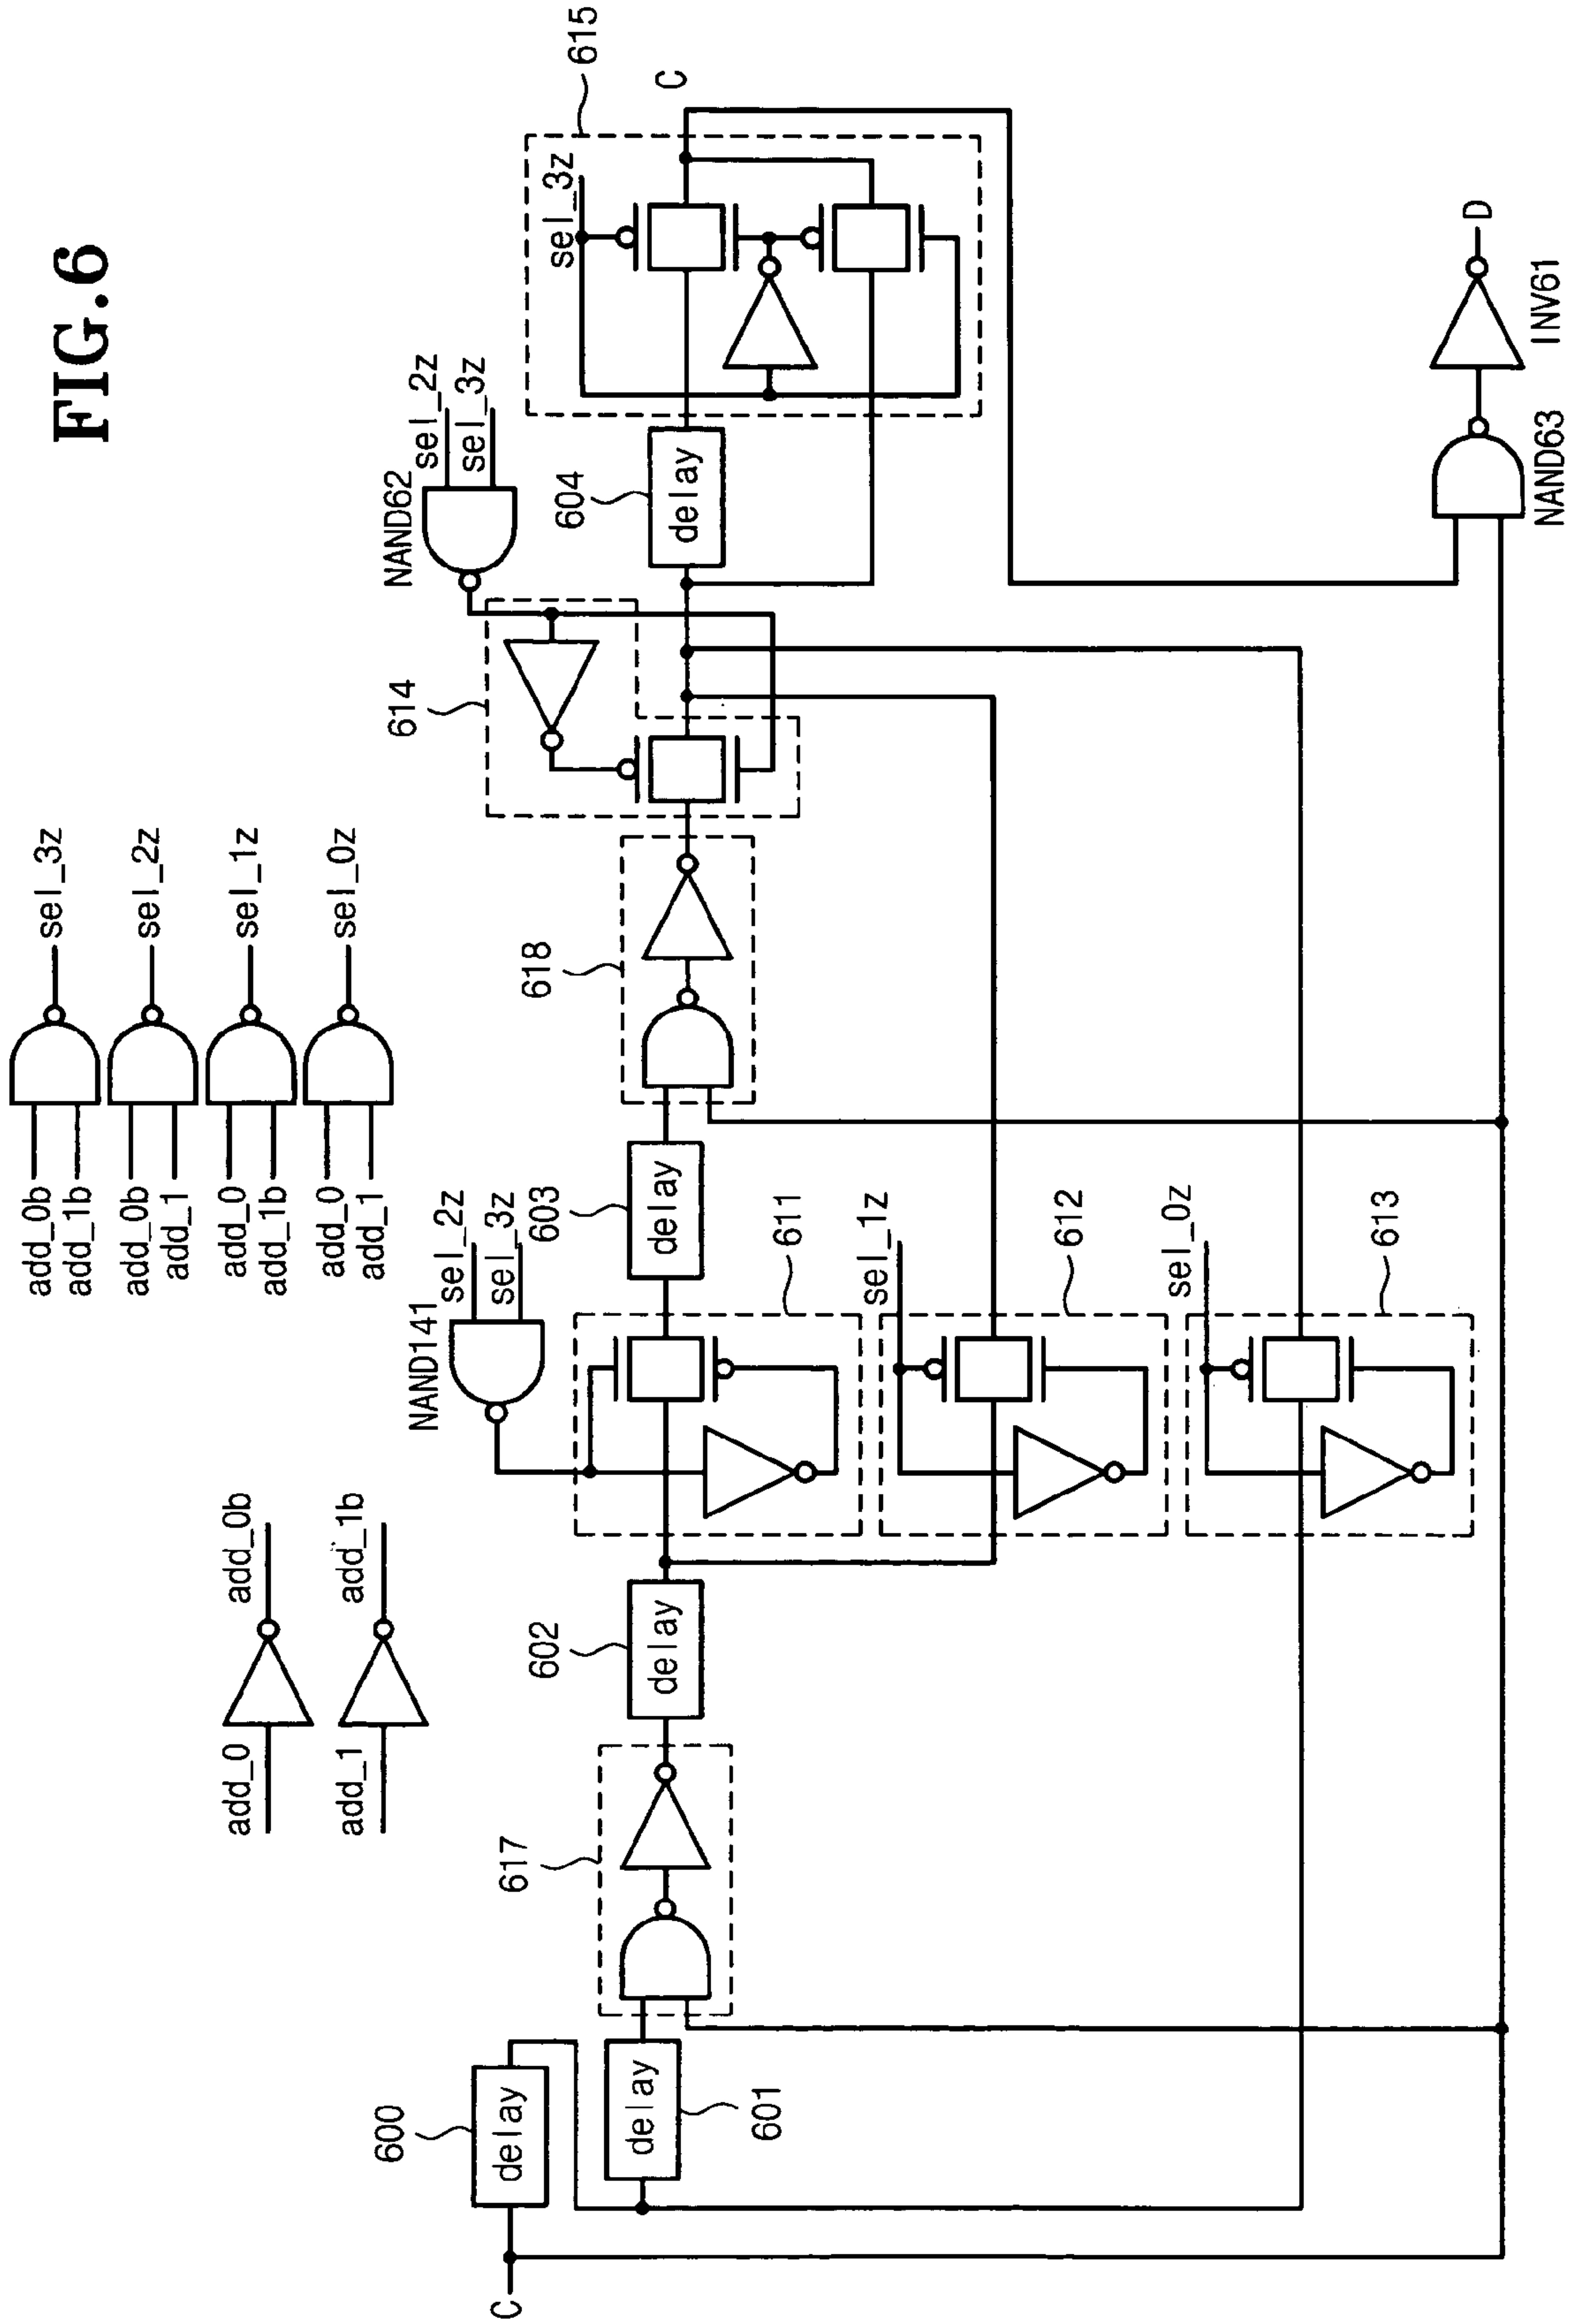 FIG.6
add_0
add_0b
add_1
add_1b
add_0b
add_1b
sel_3z
add_0b
add_1
sel_2z
add_0
add_1b
sel_1z
add_0
add_1
sel_0z
C
600
delay
delay
601
617
602
delay
NAND141
sel_2z
sel_3z
603
delay
611
sel_1z
612
sel_0z
613
618
614
NAND62
sel_2z
sel_3z
604
delay
sel_3z
615
C
NAND63
INV61
D